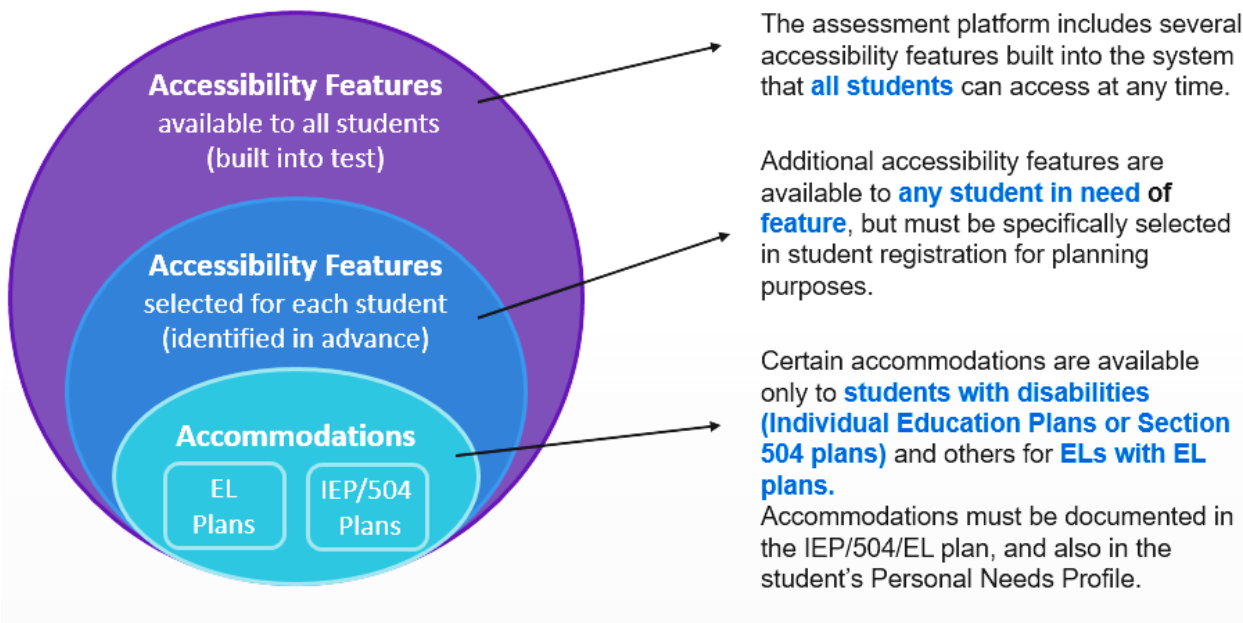 Accessibility Features
available to all students
(built into test)
Accessibility Features
selected for each student
(identified in advance)
Accommodations
EL
Plans
IEP/504
Plans
The assessment platform includes several
accessibility features built into the system
that all students can access at any time.
Additional accessibility features are
available to any student in need of
feature, but must be specifically selected
in student registration for planning
purposes.
Certain accommodations are available
only to students with disabilities
(Individual Education Plans or Section
504 plans) and others for ELs with EL
plans.
Accommodations must be documented in
the IEP/504/EL plan, and also in the
student’s Personal Needs Profile.